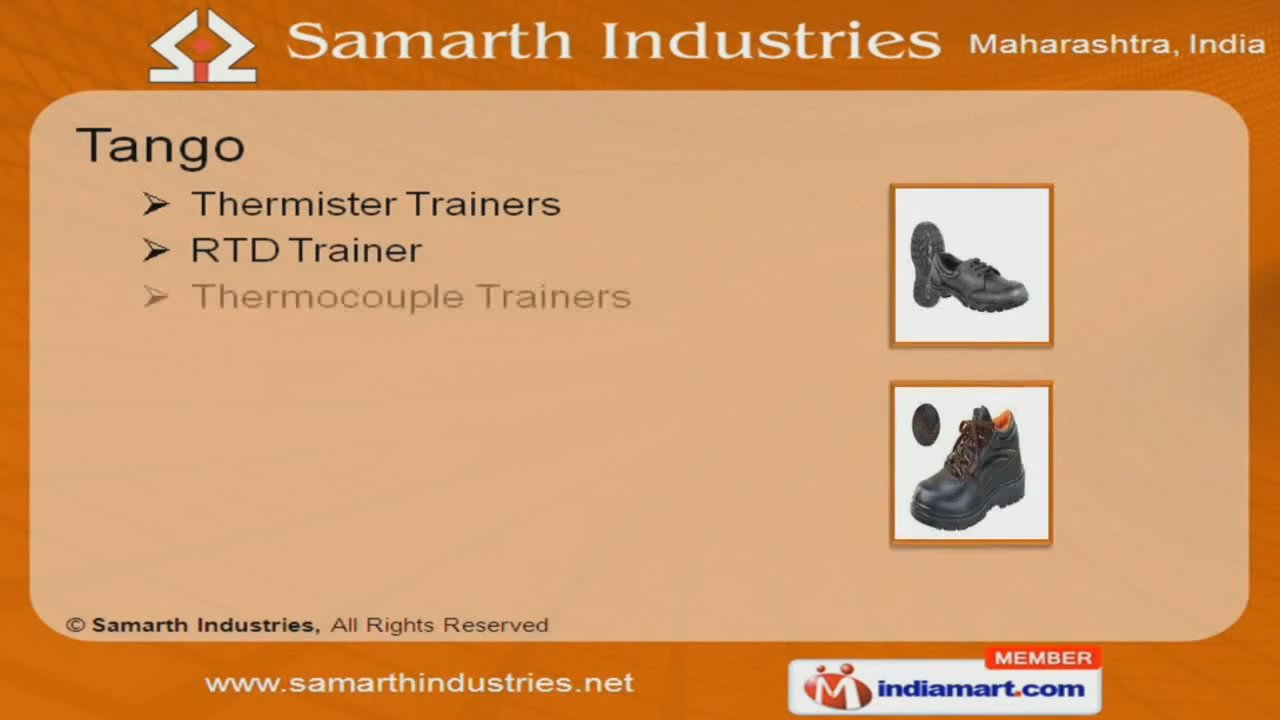 Samarth Industries Maharashtra, India
Tango
➢ Thermister Trainers
➢ RTD Trainer
➢ Thermocouple Trainers
© Samarth Industries, All Rights Reserved
www.samarthindustries.net
MEMBER
indiamart.com